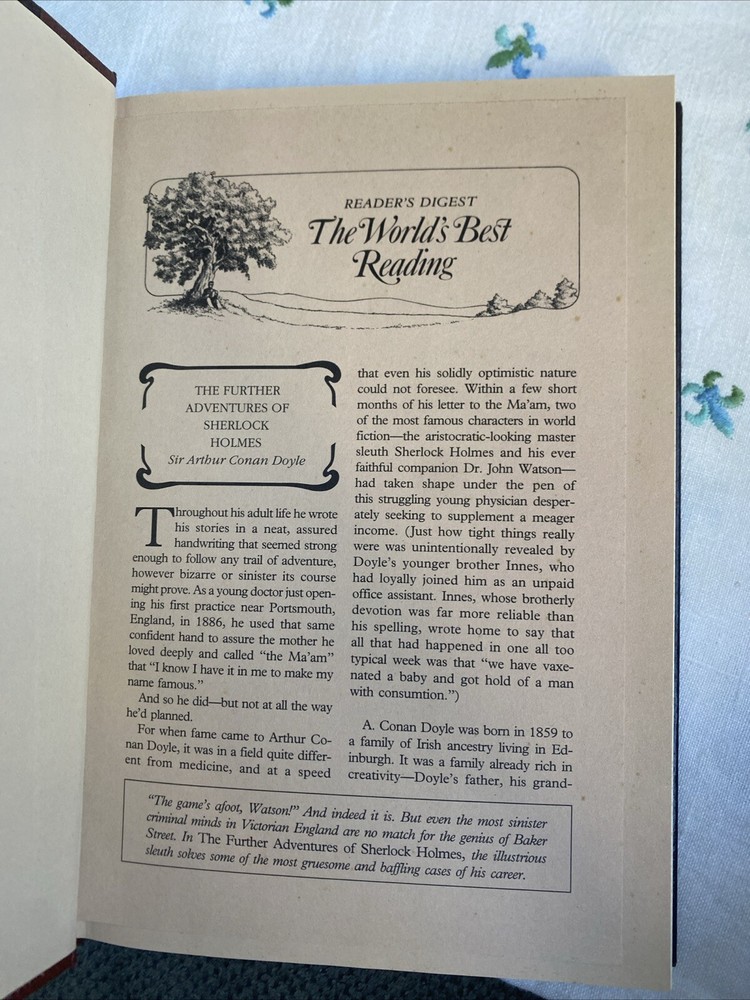 READER'S DIGEST
The World's Best
Reading
THE FURTHER
ADVENTURES OF
SHERLOCK
HOLMES
Sir Arthur Conan Doyle
Throughout his adult life he wrote
his stories in a neat, assured
handwriting that seemed strong
enough to follow any trail of adventure,
however bizarre or sinister its course
might prove. As a young doctor just open-
ing his first practice near Portsmouth,
England, in 1886, he used that same
confident hand to assure the mother he
loved deeply and called “the Ma'am”
that “I know I have it in me to make my
name famous.”
And so he did—but not at all the way
he'd planned.
For when fame came to Arthur Co-
nan Doyle, it was in a field quite differ-
ent from medicine, and at a speed
that even his solidly optimistic nature
could not foresee. Within a few short
months of his letter to the Ma'am, two
of the most famous characters in world
fiction—the aristocratic-looking master
sleuth Sherlock Holmes and his ever
faithful companion Dr. John Watson—
had taken shape under the pen of
this struggling young physician desper-
ately seeking to supplement a meager
income. (Just how tight things really
were was unintentionally revealed by
Doyle's younger brother Innes, who
had loyally joined him as an unpaid
office assistant. Innes, whose brotherly
devotion was far more reliable than
his spelling, wrote home to say that
all that had happened in one all too
typical week was that “we have vaxe-
nated a baby and got hold of a man
with consumtion.”)
A. Conan Doyle was born in 1859 to
a family of Irish ancestry living in Ed-
inburgh. It was a family already rich in
creativity—Doyle's father, his grand-
“The game's afoot, Watson!” And indeed it is. But even the most sinister
criminal minds in Victorian England are no match for the genius of Baker
Street. In The Further Adventures of Sherlock Holmes, the illustrious
sleuth solves some of the most gruesome and baffling cases of his career.